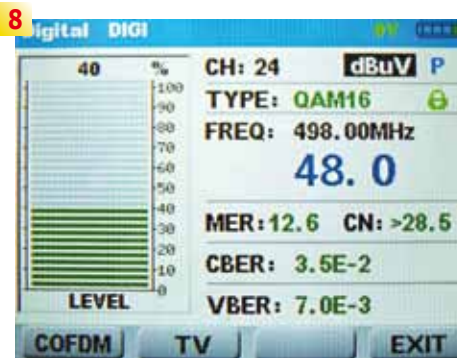 8
Digital DIGI 0V
40 % CH: 24 dBuV P
100
90
80
70
60
50
40
30
20
10
0
TYPE: QAM16
FREQ: 498.00MHz
48.0
MER:12.6 CN: >28.5
CBER: 3.5E-2
LEVEL VBER: 7.0E-3
COFDM TV EXIT